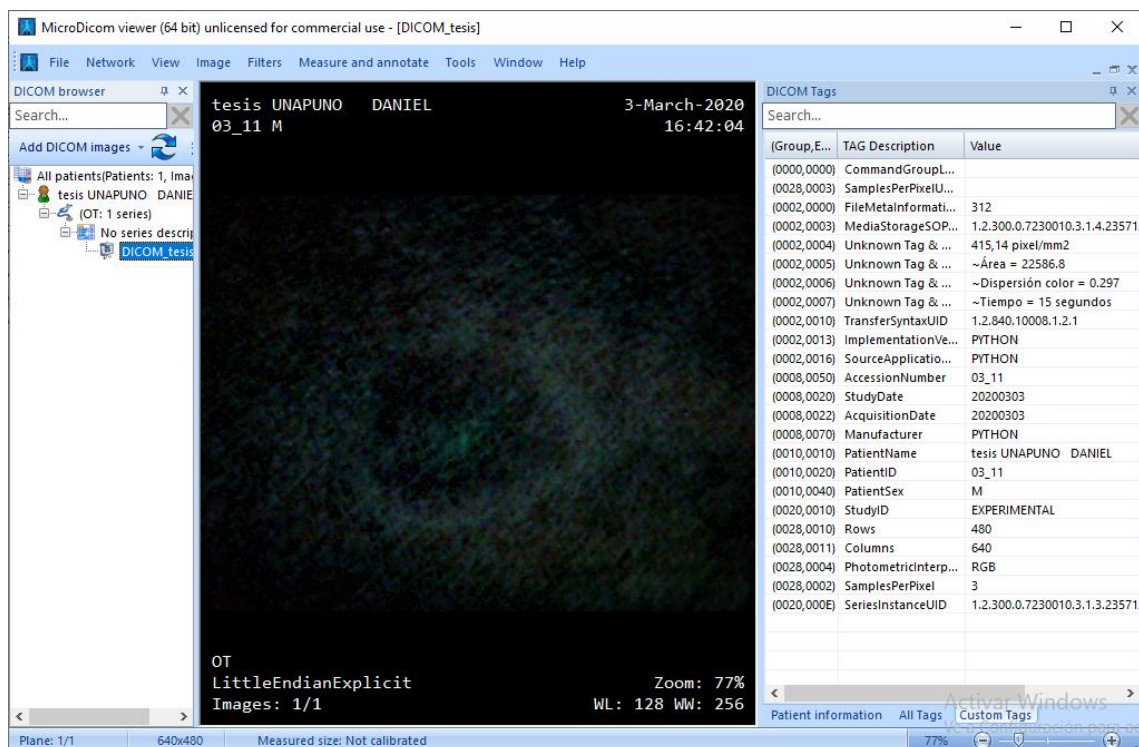 MicroDicom viewer (64 bit) unlicensed for commercial use - [DICOM_tesis]
File Network View Image Filters Measure and annotate Tools Window Help
DICOM browser
Search...
Add DICOM images
All patients(Patients: 1, Ima
tesis UNAPUNO DANIE
(OT: 1 series)
No series descrip
DICOM_tesis
tesis UNAPUNO DANIEL
03_11 M
3-March-2020
16:42:04
OT
LittleEndianExplicit
Images: 1/1
Zoom: 77%
WL: 128 WW: 256
DICOM Tags
Search...
(Group,E... TAG Description Value
(0000,0000) CommandGroupL...
(0028,0003) SamplesPerPixelU...
(0002,0000) FileMetaInformati... 312
(0002,0003) MediaStorageSOP... 1.2.300.0.7230010.3.1.4.23571
(0002,0004) Unknown Tag & ... 415,14 pixel/mm2
(0002,0005) Unknown Tag & ... ~Área = 22586.8
(0002,0006) Unknown Tag & ... ~Dispersión color = 0.297
(0002,0007) Unknown Tag & ... ~Tiempo = 15 segundos
(0002,0010) TransferSyntaxUID 1.2.840.10008.1.2.1
(0002,0013) ImplementationVe... PYTHON
(0002,0016) SourceApplicatio... PYTHON
(0008,0050) AccessionNumber 03_11
(0008,0020) StudyDate 20200303
(0008,0022) AcquisitionDate 20200303
(0008,0070) Manufacturer PYTHON
(0010,0010) PatientName tesis UNAPUNO DANIEL
(0010,0020) PatientID 03_11
(0010,0040) PatientSex M
(0020,0010) StudyID EXPERIMENTAL
(0028,0010) Rows 480
(0028,0011) Columns 640
(0028,0004) PhotometricInterp... RGB
(0028,0002) SamplesPerPixel 3
(0020,000E) SeriesInstanceUID 1.2.300.0.7230010.3.1.3.23571
Activar Windows
Patient information All Tags Custom Tags
Plane: 1/1 640x480 Measured size: Not calibrated 77%